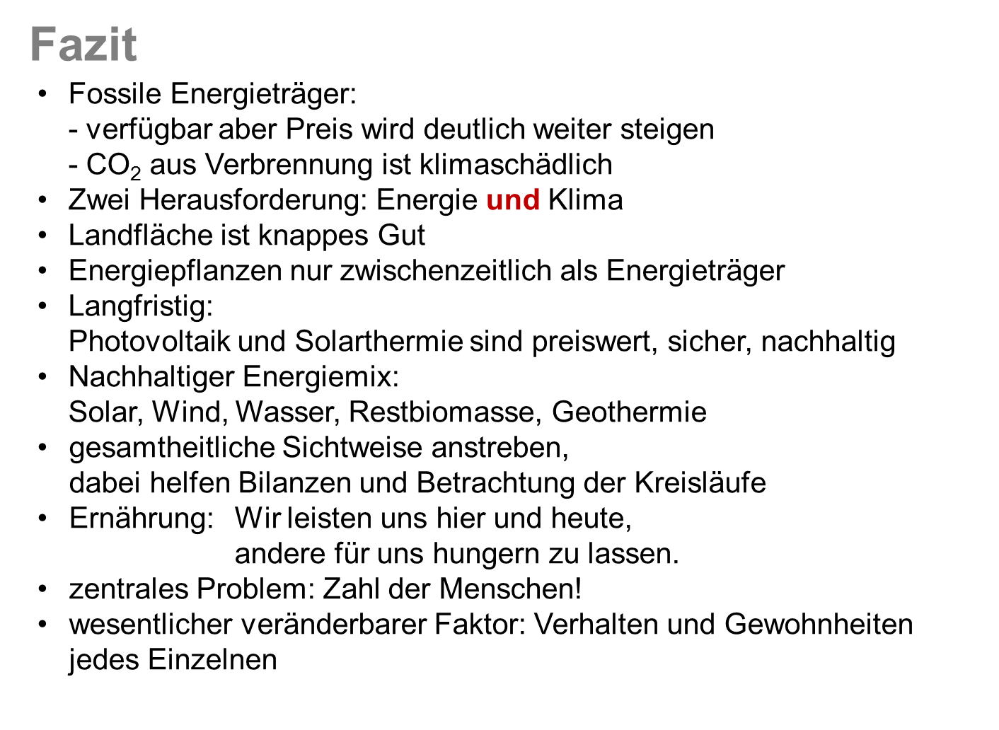 Fazit
• Fossile Energieträger:
- verfügbar aber Preis wird deutlich weiter steigen
- CO₂ aus Verbrennung ist klimaschädlich
• Zwei Herausforderung: Energie und Klima
• Landfläche ist knappes Gut
• Energiepflanzen nur zwischenzeitlich als Energieträger
• Langfristig:
Photovoltaik und Solarthermie sind preiswert, sicher, nachhaltig
• Nachhaltiger Energiemix:
Solar, Wind, Wasser, Restbiomasse, Geothermie
• gesamtheitliche Sichtweise anstreben,
dabei helfen Bilanzen und Betrachtung der Kreisläufe
• Ernährung: Wir leisten uns hier und heute,
andere für uns hungern zu lassen.
• zentrales Problem: Zahl der Menschen!
• wesentlicher veränderbarer Faktor: Verhalten und Gewohnheiten
jedes Einzelnen